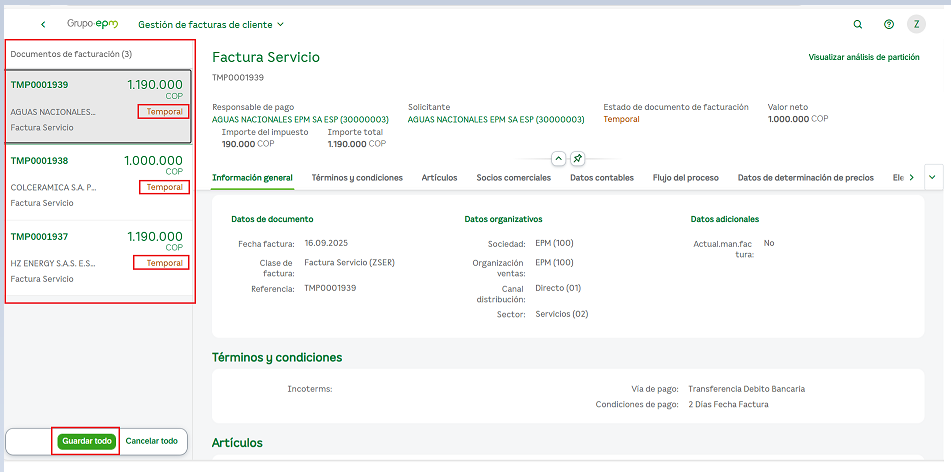 Grupo·epm
Gestión de facturas de cliente
Z
Documentos de facturación (3)
TMP0001939
1.190.000
COP
AGUAS NACIONALES...
Temporal
Factura Servicio
TMP0001938
1.000.000
COP
COLCERAMICA S.A. P...
Temporal
Factura Servicio
TMP0001937
1.190.000
COP
HZ ENERGY S.A.S. E.S...
Temporal
Factura Servicio
Guardar todo
Cancelar todo
Factura Servicio
Visualizar análisis de partición
TMP0001939
Responsable de pago
AGUAS NACIONALES EPM SA ESP (30000003)
Solicitante
AGUAS NACIONALES EPM SA ESP (30000003)
Estado de documento de facturación
Temporal
Valor neto
1.000.000 COP
Importe del impuesto
190.000 COP
Importe total
1.190.000 COP
Información general
Términos y condiciones
Artículos
Socios comerciales
Datos contables
Flujo del proceso
Datos de determinación de precios
Ele
Datos de documento
Fecha factura: 16.09.2025
Clase de
factura:
Factura Servicio (ZSER)
Referencia: TMP0001939
Datos organizativos
Sociedad: EPM (100)
Organización
ventas:
EPM (100)
Canal
distribución:
Directo (01)
Sector: Servicios (02)
Datos adicionales
Actual.man.fac
tura:
No
Términos y condiciones
Incoterms:
Vía de pago: Transferencia Debito Bancaria
Condiciones de pago: 2 Días Fecha Factura
Artículos